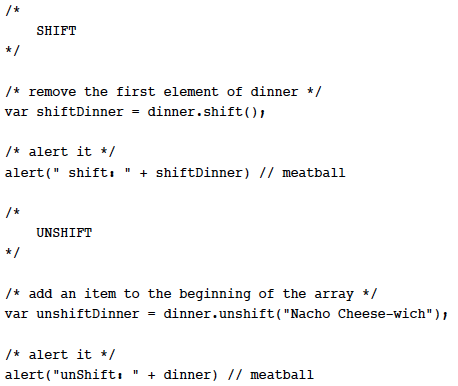 /*
SHIFT
*/
/* remove the first element of dinner */
var shiftDinner = dinner.shift();
/* alert it */
alert(" shift: " + shiftDinner) // meatball
/*
UNSHIFT
*/
/* add an item to the beginning of the array */
var unshiftDinner = dinner.unshift("Nacho Cheese-wich");
/* alert it */
alert("unShift: " + dinner) // meatball